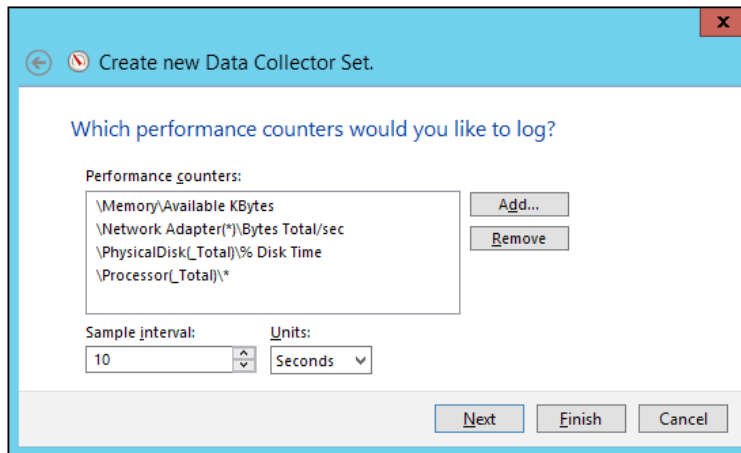 x
Create new Data Collector Set.
Which performance counters would you like to log?
Performance counters:
\Memory\Available KBytes
\Network Adapter(*)\Bytes Total/sec
\PhysicalDisk(_Total)\% Disk Time
\Processor(_Total)\*
Add...
Remove
Sample interval:
Units:
10
Seconds
Next
Finish
Cancel